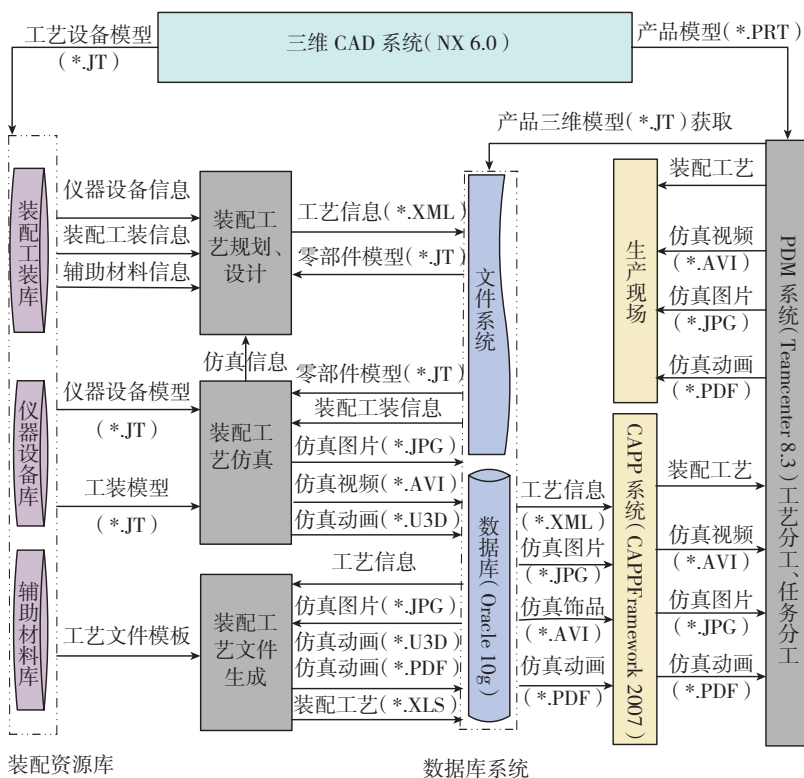 工艺设备模型
(*.JT)
三维 CAD 系统(NX 6.0)
产品模型(*.PRT)
产品三维模型(*.JT)获取
装配工装库
仪器设备信息
装配工装信息
辅助材料信息
装配工
艺规划、
设计
工艺信息(*.XML)
零部件模型(*.JT)
文件系统
生产现场
装配工艺
仿真视频
(*.AVI)
仿真图片
(*.JPG)
仿真动画
(*.PDF)
PDM 系统(Teamcenter 8.3)工艺分工、任务分工
仿真信息
仪器设备库
仪器设备模型
(*.JT)
工装模型
(*.JT)
装配工
艺仿真
零部件模型(*.JT)
装配工装信息
仿真图片(*.JPG)
仿真视频(*.AVI)
仿真动画(*.U3D)
数据库(Oracle 10g)
工艺信息
(*.XML)
仿真图片
(*.JPG)
仿真饰品
(*.AVI)
仿真动画
(*.PDF)
CAPP 系统(CAPPFramework 2007)
装配工艺
仿真视频
(*.AVI)
仿真图片
(*.JPG)
仿真动画
(*.PDF)
辅助材料库
工艺文件模板
装配工
艺文件
生成
工艺信息
仿真图片(*.JPG)
仿真动画(*.U3D)
仿真动画(*.PDF)
装配工艺(*.XLS)
装配资源库
数据库系统